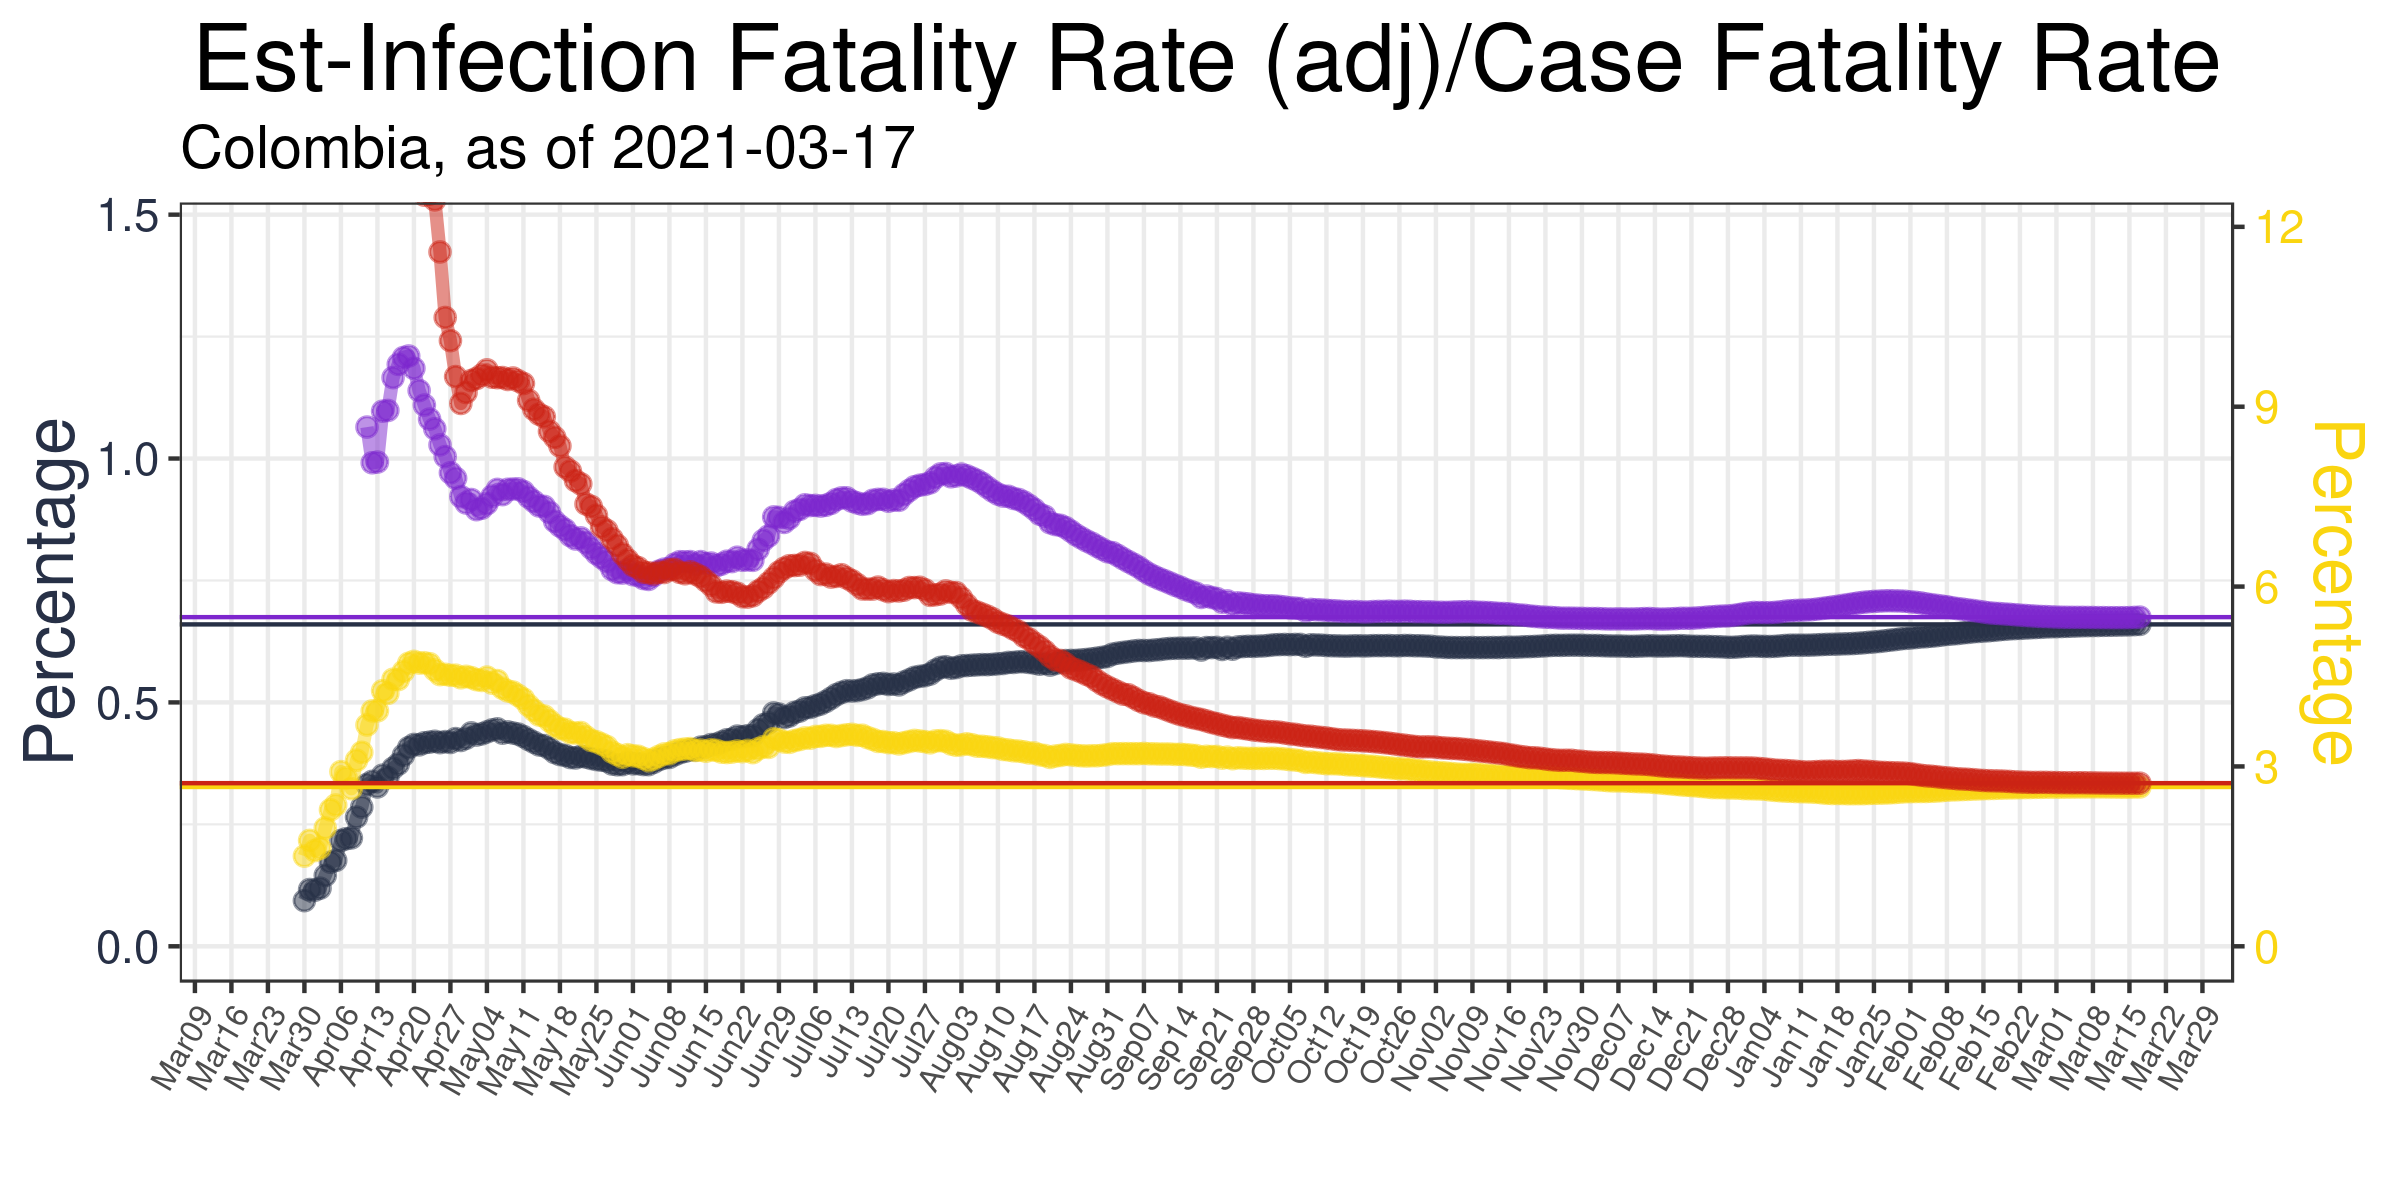 Est-Infection Fatality Rate (adj)/Case Fatality Rate
Colombia, as of 2021-03-17
Percentage
1.5
1.0
0.5
0.0
12
9
6
3
0
Percentage
Mar09
Mar16
Mar23
Mar30
Apr06
Apr13
Apr20
Apr27
May04
May11
May18
May25
Jun01
Jun08
Jun15
Jun22
Jun29
Jul06
Jul13
Jul20
Jul27
Aug03
Aug10
Aug17
Aug24
Aug31
Sep07
Sep14
Sep21
Sep28
Oct05
Oct12
Oct19
Oct26
Nov02
Nov09
Nov16
Nov23
Nov30
Dec07
Dec14
Dec21
Dec28
Jan04
Jan11
Jan18
Jan25
Feb01
Feb08
Feb15
Feb22
Mar01
Mar08
Mar15
Mar22
Mar29